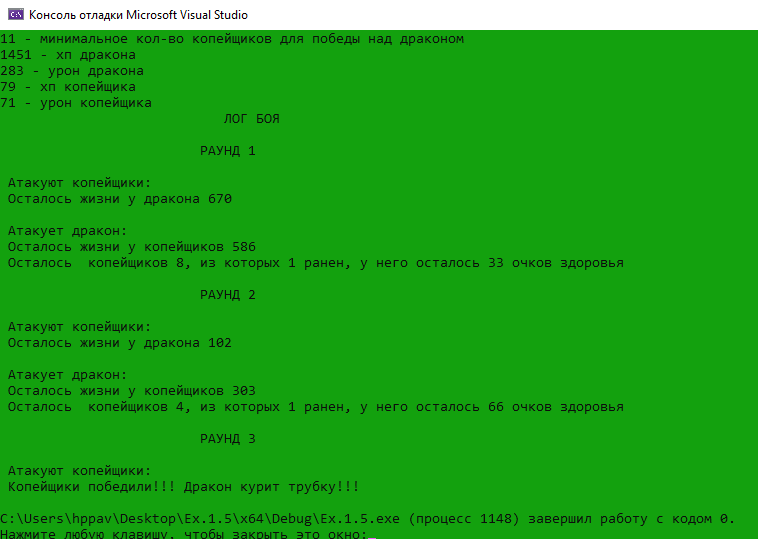 Консоль отладки Microsoft Visual Studio
11 - минимальное кол-во копейщиков для победы над драконом
1451 - хп дракона
283 - урон дракона
79 - хп копейщика
71 - урон копейщика
ЛОГ БОЯ
РАУНД 1
Атакуют копейщики:
Осталось жизни у дракона 670
Атакует дракон:
Осталось жизни у копейщиков 586
Осталось  копейщиков 8, из которых 1 ранен, у него осталось 33 очков здоровья
РАУНД 2
Атакуют копейщики:
Осталось жизни у дракона 102
Атакует дракон:
Осталось жизни у копейщиков 303
Осталось  копейщиков 4, из которых 1 ранен, у него осталось 66 очков здоровья
РАУНД 3
Атакуют копейщики:
Копейщики победили!!! Дракон курит трубку!!!
C:\Users\hppav\Desktop\Ex.1.5\x64\Debug\Ex.1.5.exe (процесс 1148) завершил работу с кодом 0.
Нажмите любую клавишу, чтобы закрыть это окно: